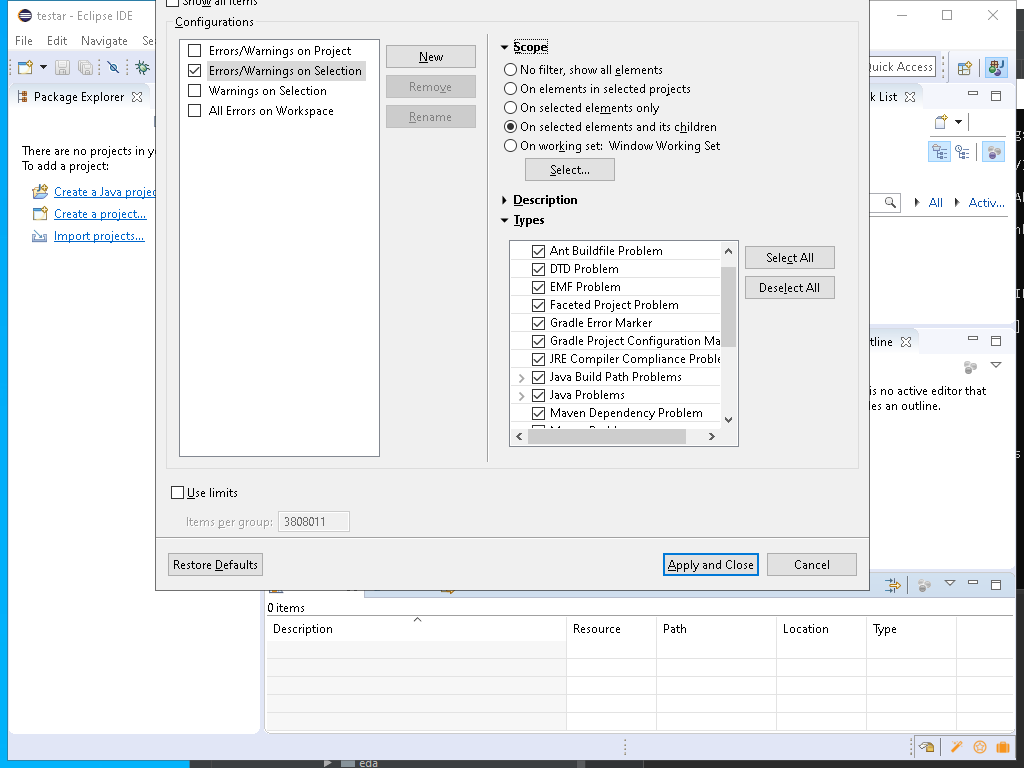 testar - Eclipse IDE
File Edit Navigate Se
Quick Access
Package Explorer
k List
There are no projects in y
To add a project:
Create a Java projec
Create a project...
Import projects...
Show all items
Configurations
Errors/Warnings on Project
Errors/Warnings on Selection
Warnings on Selection
All Errors on Workspace
New
Remove
Rename
Scope
No filter, show all elements
On elements in selected projects
On selected elements only
On selected elements and its children
On working set: Window Working Set
Select...
Description
Types
Ant Buildfile Problem
DTD Problem
EMF Problem
Faceted Project Problem
Gradle Error Marker
Gradle Project Configuration Ma
JRE Compiler Compliance Proble
Java Build Path Problems
Java Problems
Maven Dependency Problem
Select All
Deselect All
Use limits
Items per group: 3808011
Restore Defaults
Apply and Close
Cancel
All
Activ...
tline
is no active editor that
les an outline.
0 items
Description Resource Path Location Type
eda